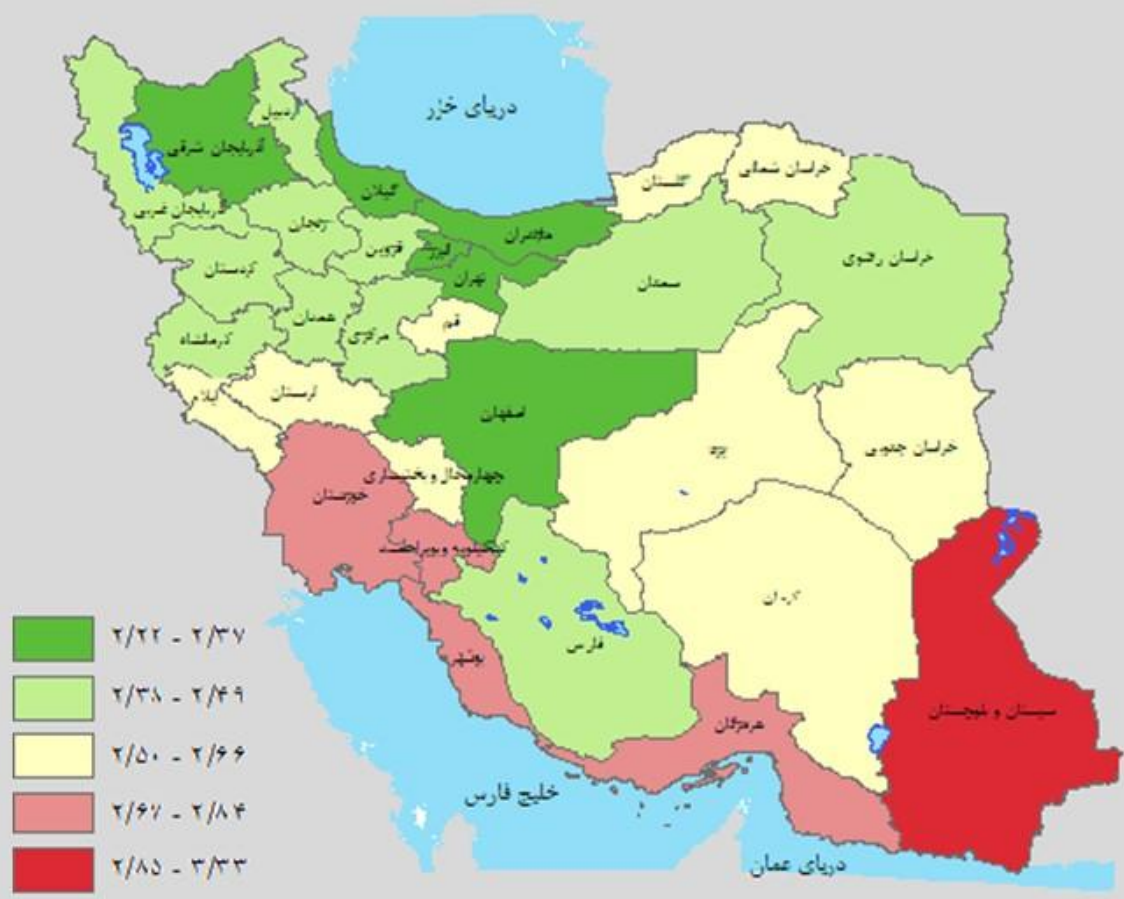 دریای خزر
اردبیل
آذربایجان شرقی
خراسان شمالی
گلستان
گیلان
آذربایجان غربی
زنجان
مازندران
قزوین
البرز
خراسان رضوی
کردستان
تهران
سمنان
همدان
قم
مرکزی
کرمانشاه
لرستان
ایلام
اصفهان
یزد
خراسان جنوبی
چهارمحال و بختیاری
خوزستان
کهکیلویه و بویراحمد
کرمان
فارس
بوشهر
سیستان و بلوچستان
هرمزگان
خلیج فارس
دریای عمان
۲/۲۲ - ۲/۳۷
۲/۳۸ - ۲/۴۹
۲/۵۰ - ۲/۶۶
۲/۶۷ - ۲/۸۴
۲/۸۵ - ۳/۳۳